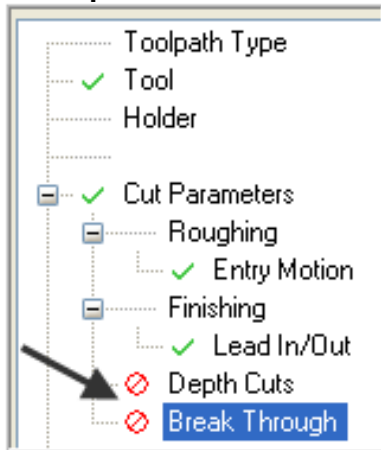 Toolpath Type
Tool
Holder
Cut Parameters
Roughing
Entry Motion
Finishing
Lead In/Out
Depth Cuts
Break Through